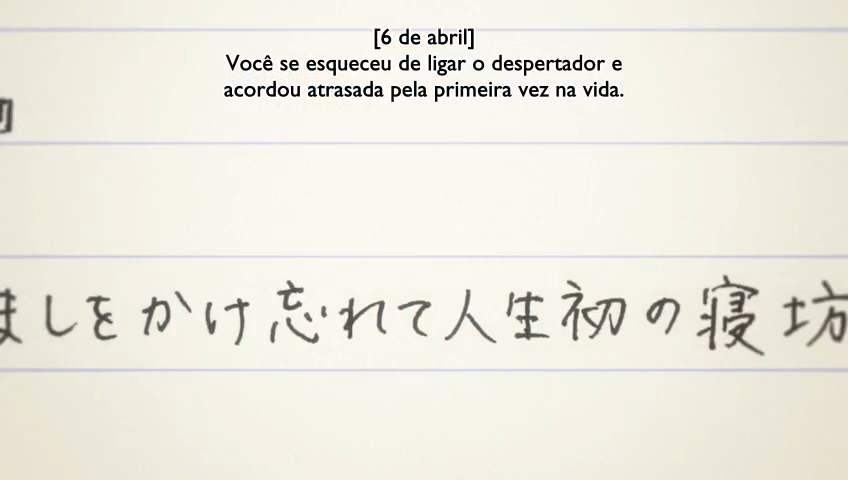 [6 de abril]
Você se esqueceu de ligar o despertador e
acordou atrasada pela primeira vez na vida.
ましをかけ忘れて人生初の寝坊